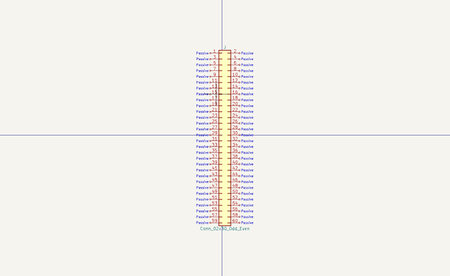 J
Passive 1 2 Passive
Passive 3 4 Passive
Passive 5 6 Passive
Passive 7 8 Passive
Passive 9 10 Passive
Passive 11 12 Passive
Passive 13 14 Passive
Passive 15 16 Passive
Passive 17 18 Passive
Passive 19 20 Passive
Passive 21 22 Passive
Passive 23 24 Passive
Passive 25 26 Passive
Passive 27 28 Passive
Passive 29 30 Passive
Passive 31 32 Passive
Passive 33 34 Passive
Passive 35 36 Passive
Passive 37 38 Passive
Passive 39 40 Passive
Passive 41 42 Passive
Passive 43 44 Passive
Passive 45 46 Passive
Passive 47 48 Passive
Passive 49 50 Passive
Passive 51 52 Passive
Passive 53 54 Passive
Passive 55 56 Passive
Passive 57 58 Passive
Passive 59 60 Passive
Conn_02x30_Odd_Even